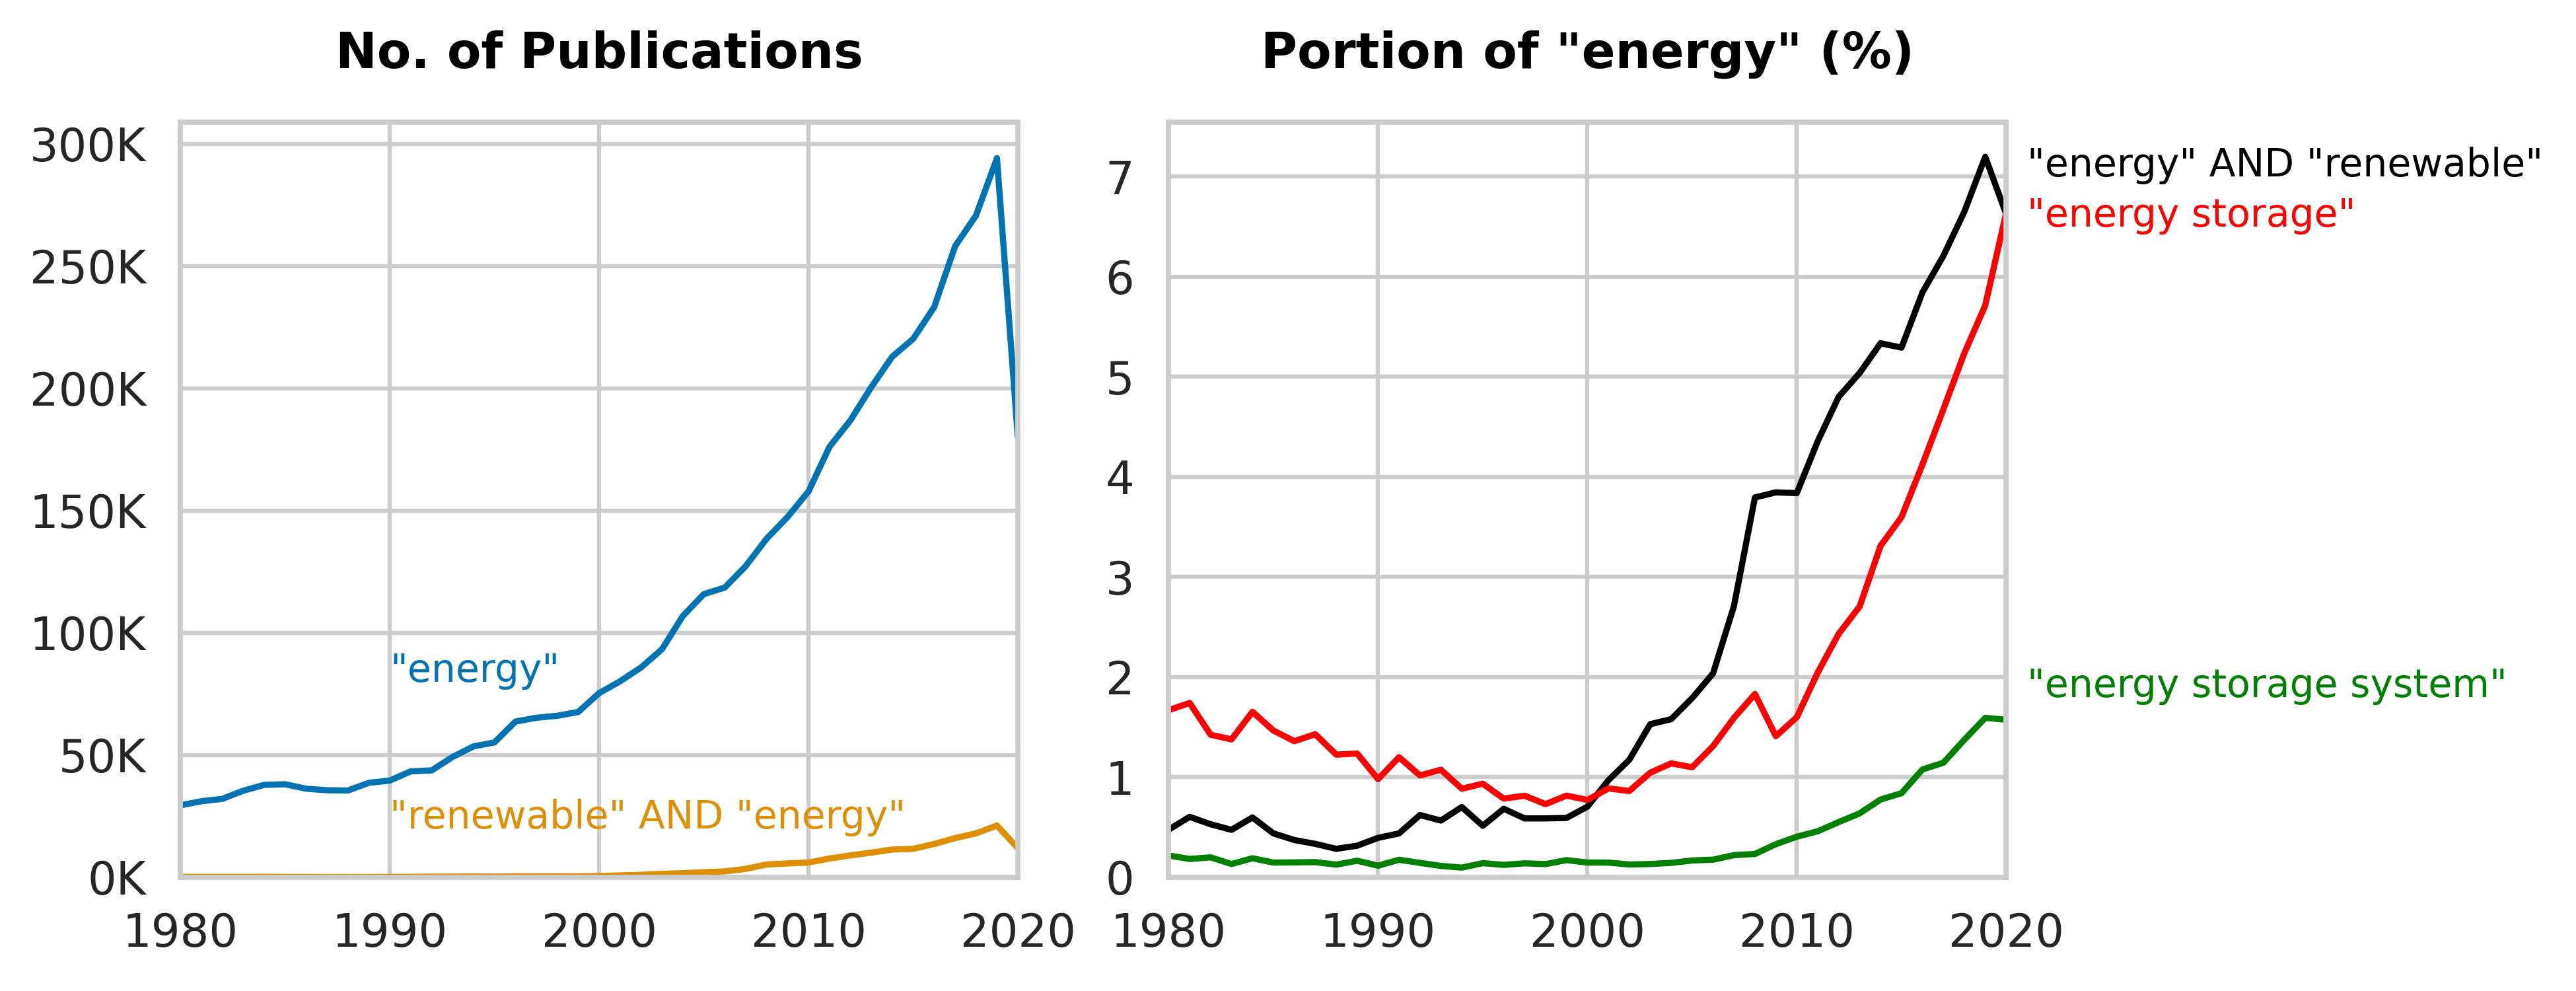 No. of Publications
300K
250K
200K
150K
100K
50K
0K
"energy"
"renewable" AND "energy"
1980 1990 2000 2010 2020
Portion of "energy" (%)
7
6
5
4
3
2
1
0
1980 1990 2000 2010 2020
"energy" AND "renewable"
"energy storage"
"energy storage system"